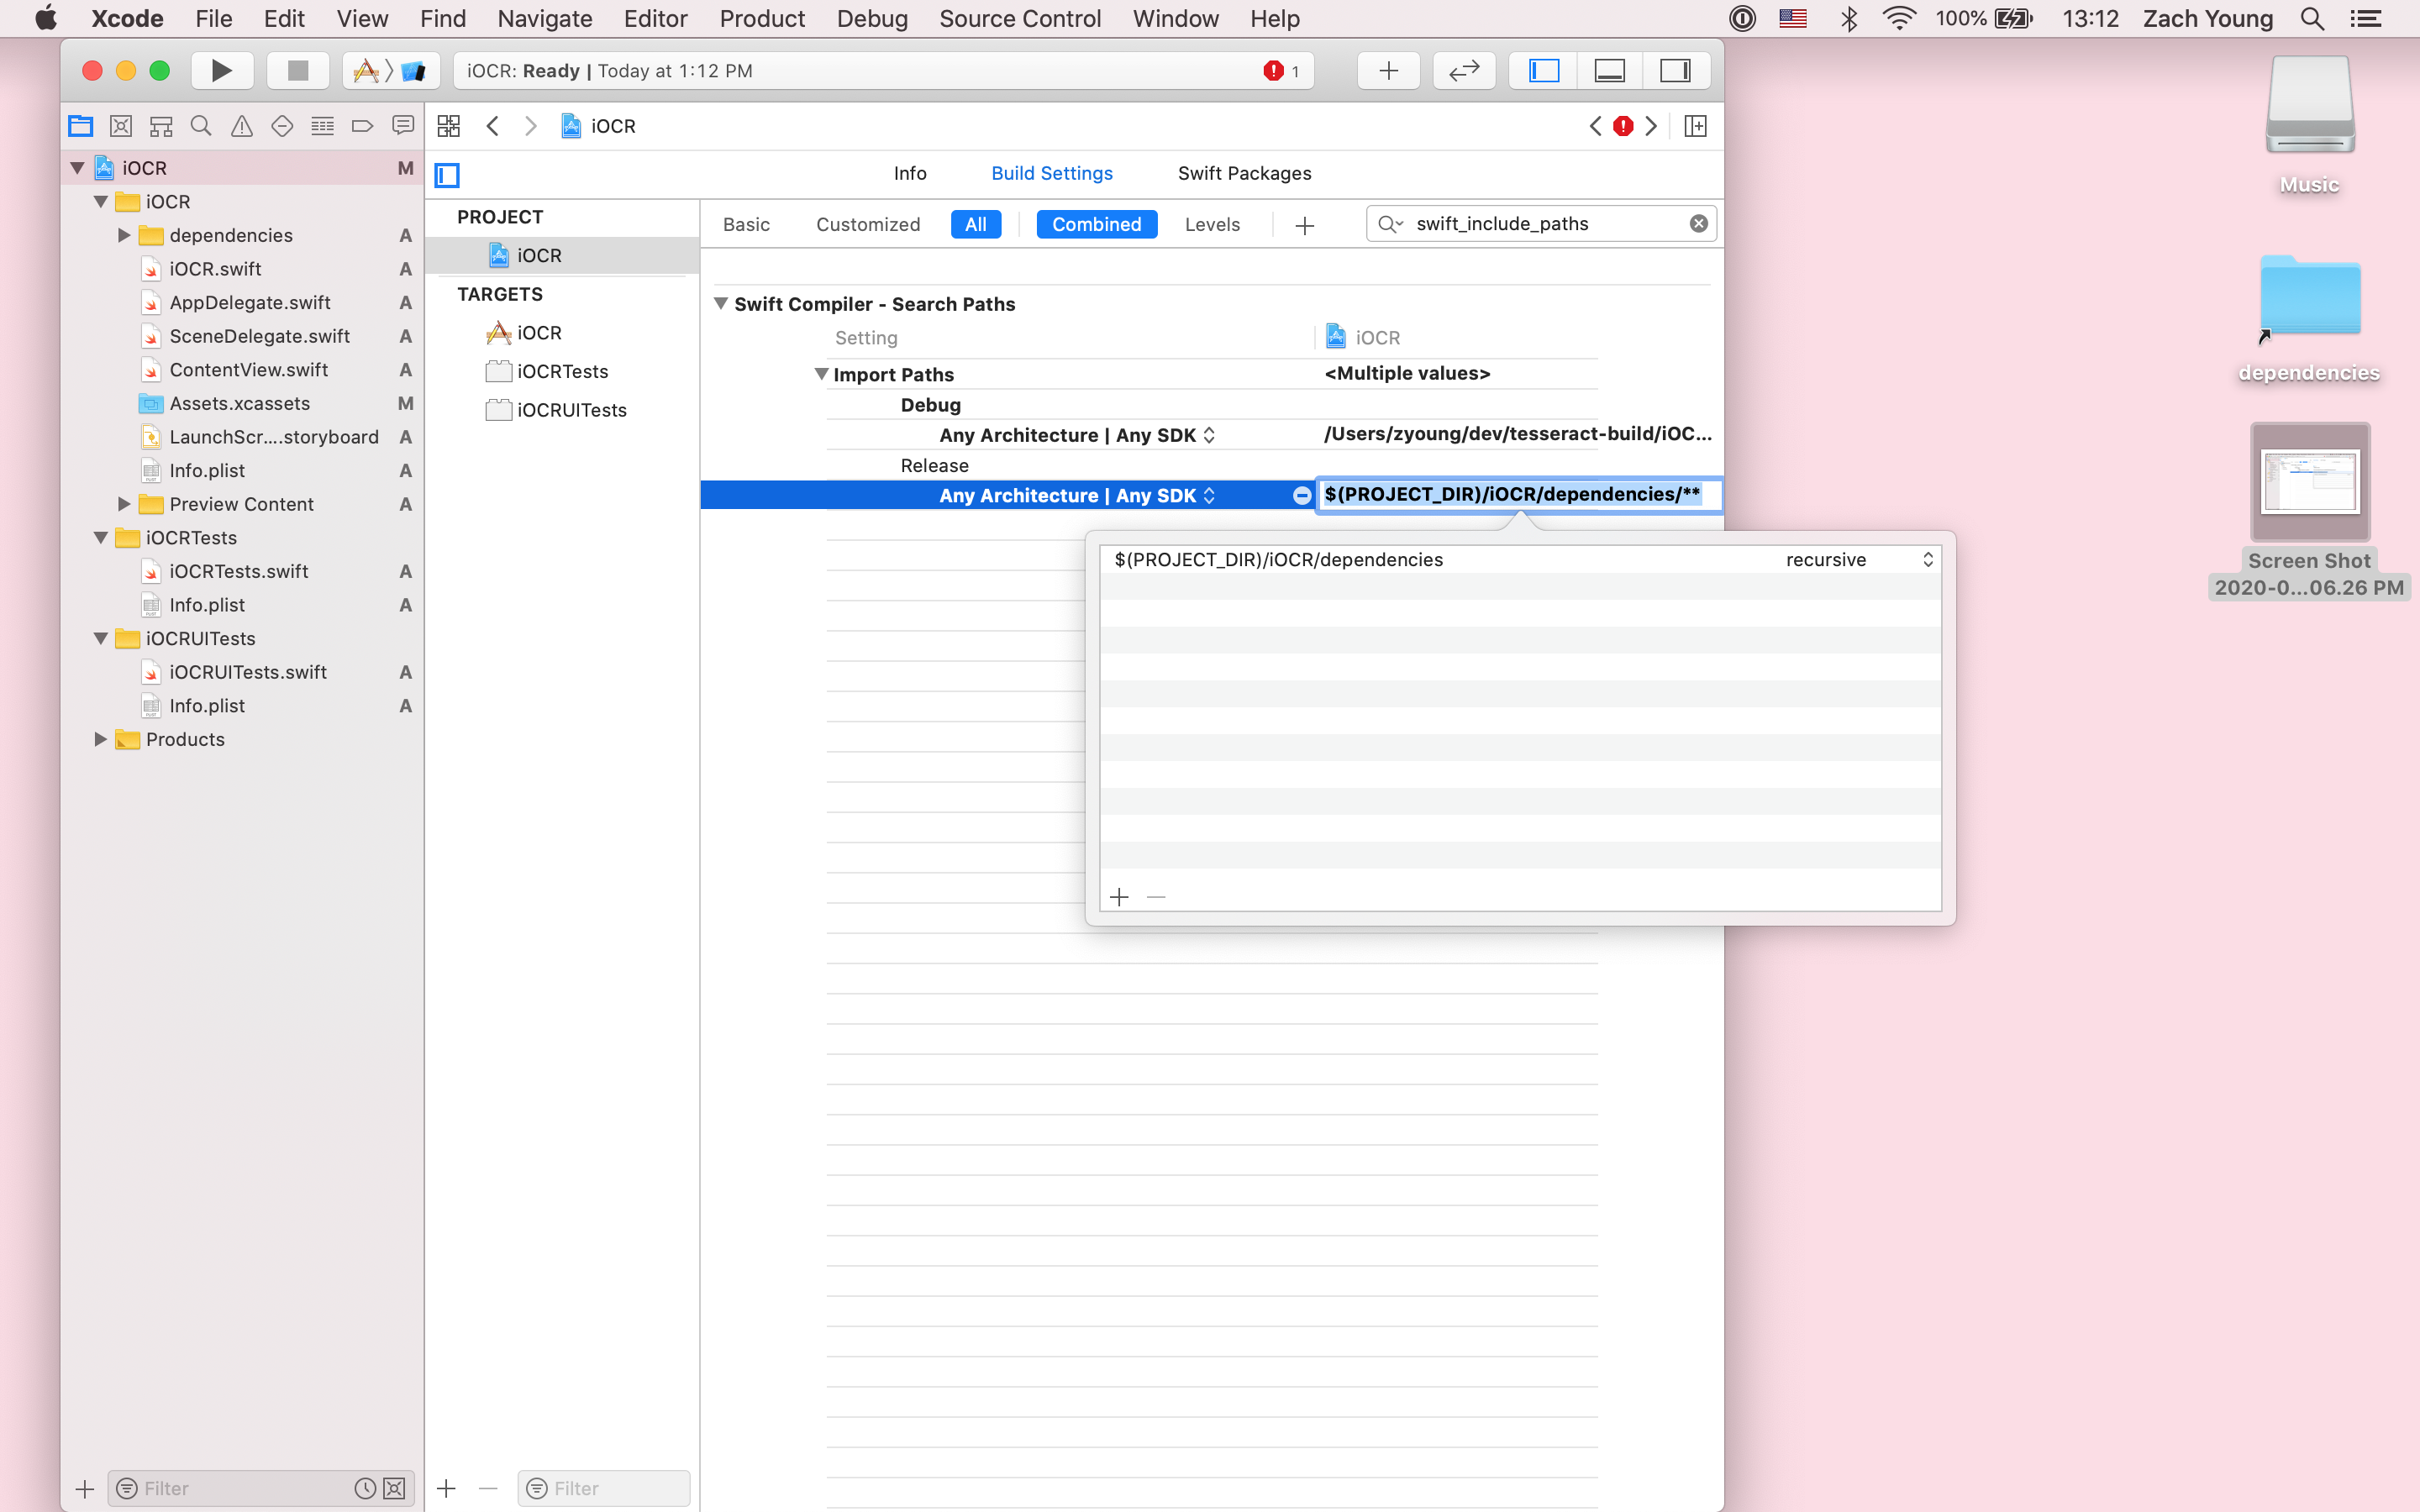 Xcode File Edit View Find Navigate Editor Product Debug Source Control Window Help 100% 13:12 Zach Young
iOCR: Ready | Today at 1:12 PM 1
iOCR
iOCR M
iOCR
dependencies A
iOCR.swift A
AppDelegate.swift A
SceneDelegate.swift A
ContentView.swift A
Assets.xcassets M
LaunchScr....storyboard A
Info.plist A
Preview Content A
iOCRTests
iOCRTests.swift A
Info.plist A
iOCRUITests
iOCRUITests.swift A
Info.plist A
Products
Filter
Info Build Settings Swift Packages
PROJECT
iOCR
TARGETS
iOCR
iOCRTests
iOCRUITests
Filter
Basic Customized All Combined Levels swift_include_paths
Swift Compiler - Search Paths
Setting iOCR
Import Paths <Multiple values>
Debug
Any Architecture | Any SDK /Users/zyoung/dev/tesseract-build/iOC...
Release
Any Architecture | Any SDK $(PROJECT_DIR)/iOCR/dependencies/**
$(PROJECT_DIR)/iOCR/dependencies recursive
Music
dependencies
Screen Shot
2020-0...06.26 PM